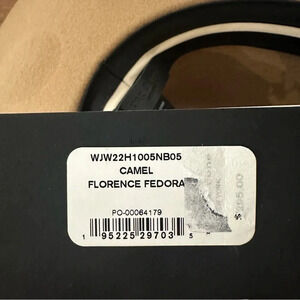 WJW22H1005NB05
CAMEL
FLORENCE FEDORA
PO-00064179
1 95225 29703 5